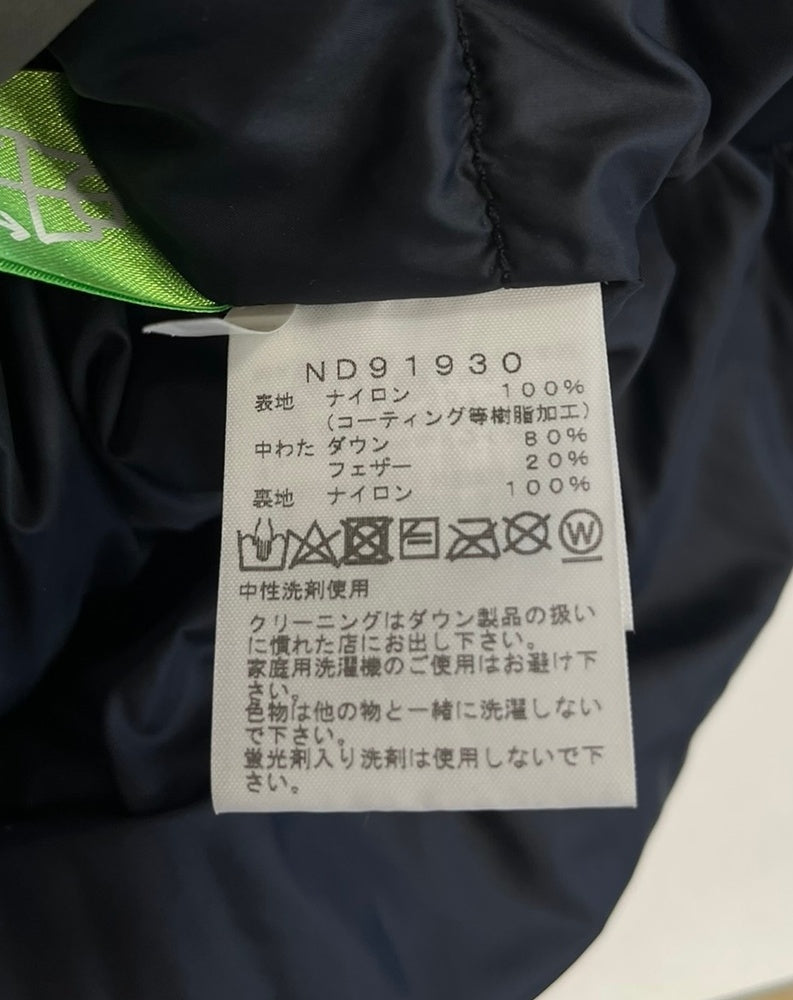 ND91930
表地 ナイロン 100%
(コーティング等樹脂加工)
中わた ダウン 80%
フェザー 20%
裏地 ナイロン 100%
W
中性洗剤使用
クリーニングはダウン製品の扱い
に慣れた店にお出し下さい。
家庭用洗濯機のご使用はお避け下
さい。
色物は他の物と一緒に洗濯しない
で下さい。
蛍光剤入り洗剤は使用しないで下
さい。